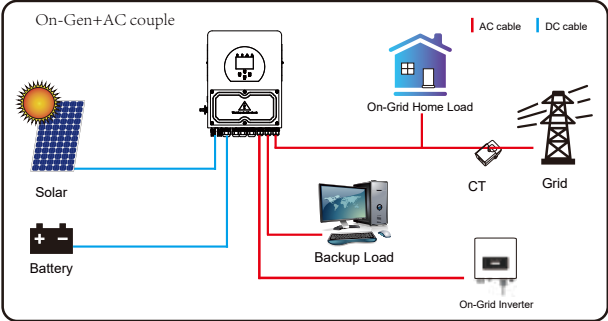 On-Gen+AC couple
AC cable
DC cable
On-Grid Home Load
Solar
CT
Grid
Battery
Backup Load
On-Grid Inverter